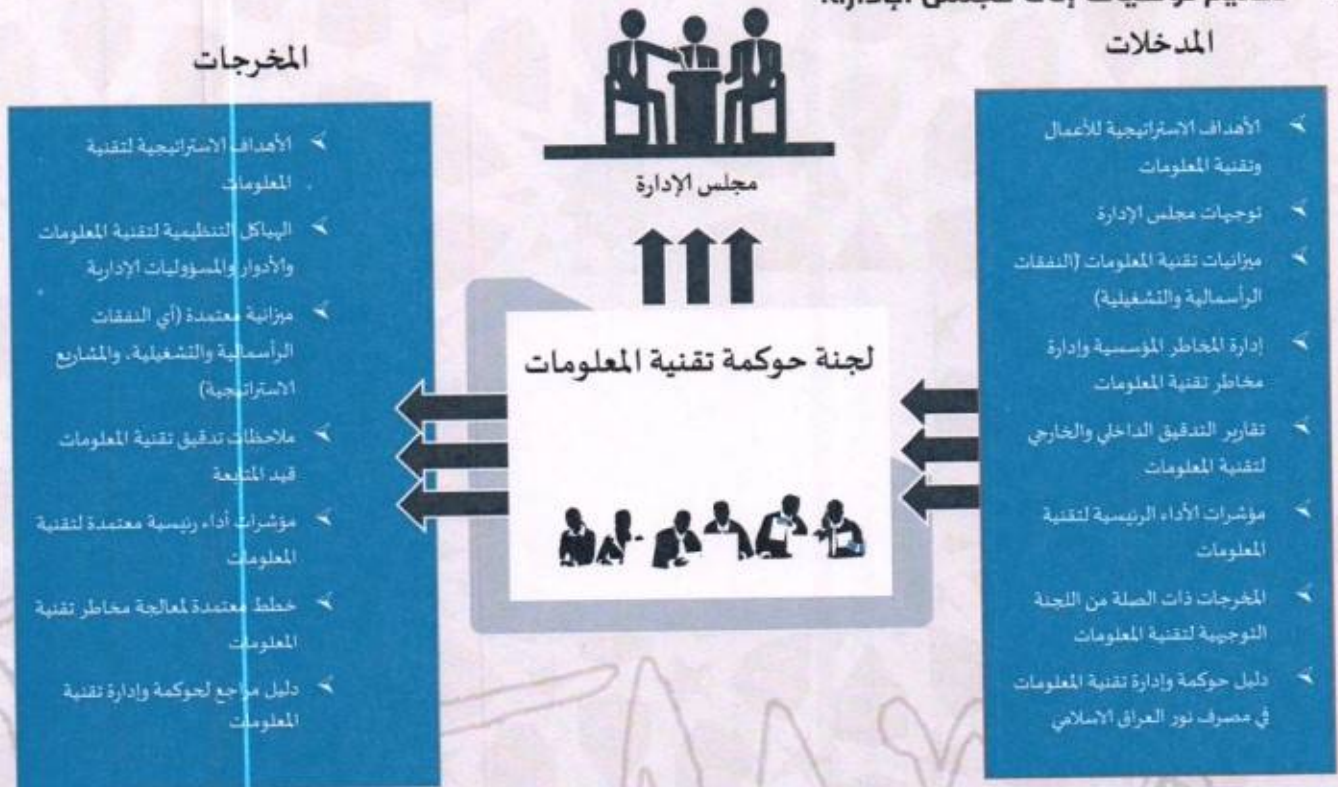 المدخلات
➤ الأهداف الاستراتيجية للأعمال
وتقنية المعلومات
➤ توجيهات مجلس الإدارة
➤ ميزانيات تقنية المعلومات (النفقات
الرأسمالية والتشغيلية)
➤ إدارة المخاطر المؤسسية وإدارة
مخاطر تقنية المعلومات
➤ تقارير التدقيق الداخلي والخارجي
لتقنية المعلومات
➤ مؤشرات الأداء الرئيسية لتقنية
المعلومات
➤ المخرجات ذات الصلة من اللجنة
التوجيهية لتقنية المعلومات
➤ دليل حوكمة وإدارة تقنية المعلومات
في مصرف نور العراق الاسلامي
مجلس الإدارة
لجنة حوكمة تقنية المعلومات
المخرجات
➤ الأهداف الاستراتيجية لتقنية
المعلومات
➤ الهياكل التنظيمية لتقنية المعلومات
والأدوار والمسؤوليات الإدارية
➤ ميزانية معتمدة (أي النفقات
الرأسمالية والتشغيلية، والمشاريع
الاستراتيجية)
➤ ملاحظات تدقيق تقنية المعلومات
قيد المتابعة
➤ مؤشرات أداء رئيسية معتمدة لتقنية
المعلومات
➤ خطط معتمدة لمعالجة مخاطر تقنية
المعلومات
➤ دليل مراجع لحوكمة وإدارة تقنية
المعلومات